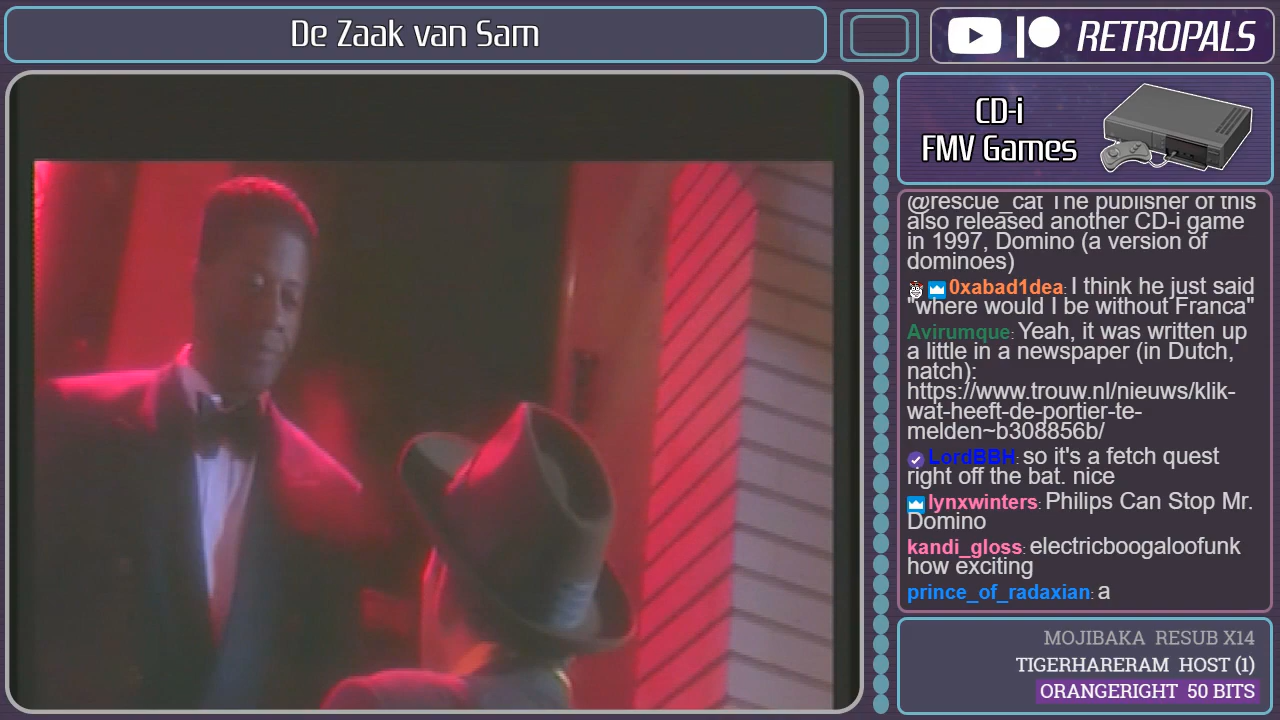 De Zaak van Sam
RETROPALS
CD-i
FMV Games
@rescue_cat The publisher of this
also released another CD-i game
in 1997, Domino (a version of
dominoes)
0xabad1dea: I think he just said
"where would I be without Franca"
Avirumque: Yeah, it was written up
a little in a newspaper (in Dutch,
natch):
https://www.trouw.nl/nieuws/klik-
wat-heeft-de-portier-te-
melden~b308856b/
LordBBH: so it's a fetch quest
right off the bat. nice
lynxwinters: Philips Can Stop Mr.
Domino
kandi_gloss: electricboogaloofunk
how exciting
prince_of_radaxian: a
MOJIBAKA RESUB X14
TIGERHARERAM HOST (1)
ORANGERIGHT 50 BITS